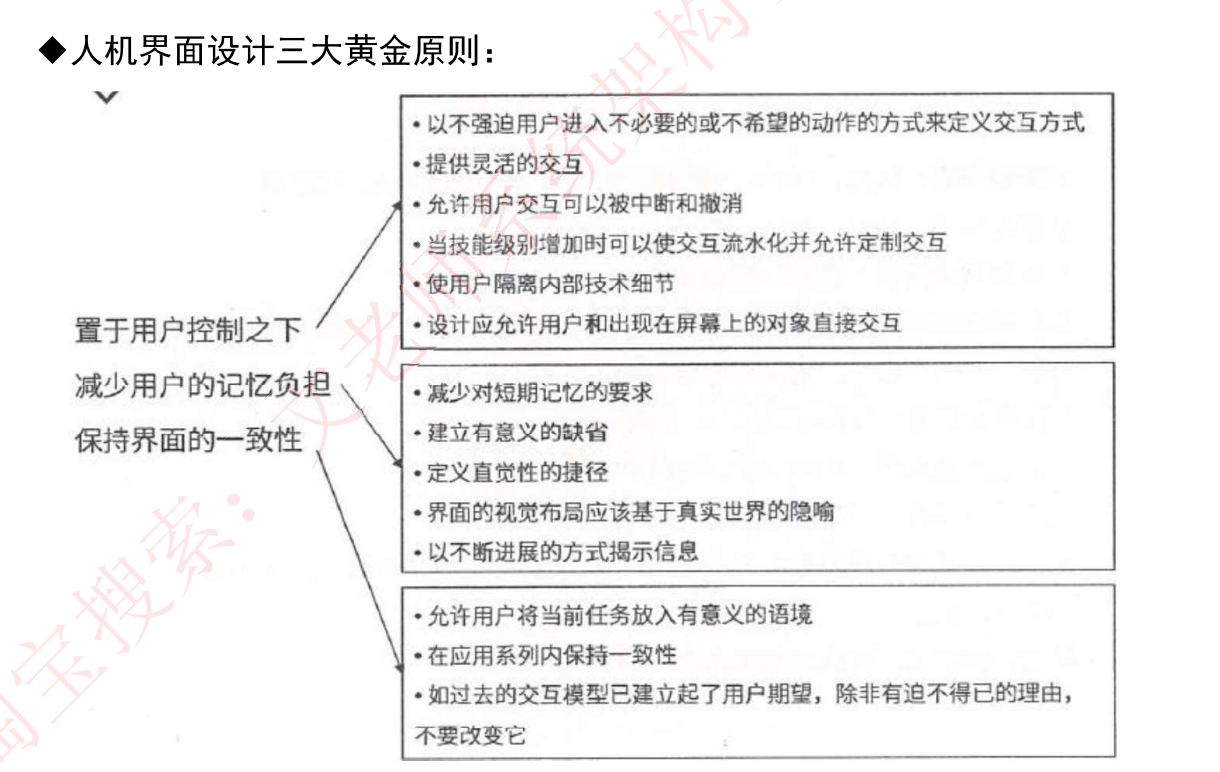 ◆人机界面设计三大黄金原则：
置于用户控制之下
减少用户的记忆负担
保持界面的一致性
• 以不强迫用户进入不必要的或不希望的动作的方式来定义交互方式
• 提供灵活的交互
• 允许用户交互可以被中断和撤消
• 当技能级别增加时可以使交互流水化并允许定制交互
• 使用户隔离内部技术细节
• 设计应允许用户和出现在屏幕上的对象直接交互
• 减少对短期记忆的要求
• 建立有意义的缺省
• 定义直觉性的捷径
• 界面的视觉布局应该基于真实世界的隐喻
• 以不断进展的方式揭示信息
• 允许用户将当前任务放入有意义的语境
• 在应用系列内保持一致性
• 如过去的交互模型已建立起了用户期望，除非有迫不得已的理由，
不要改变它
淘宝搜索：文老师系统架构